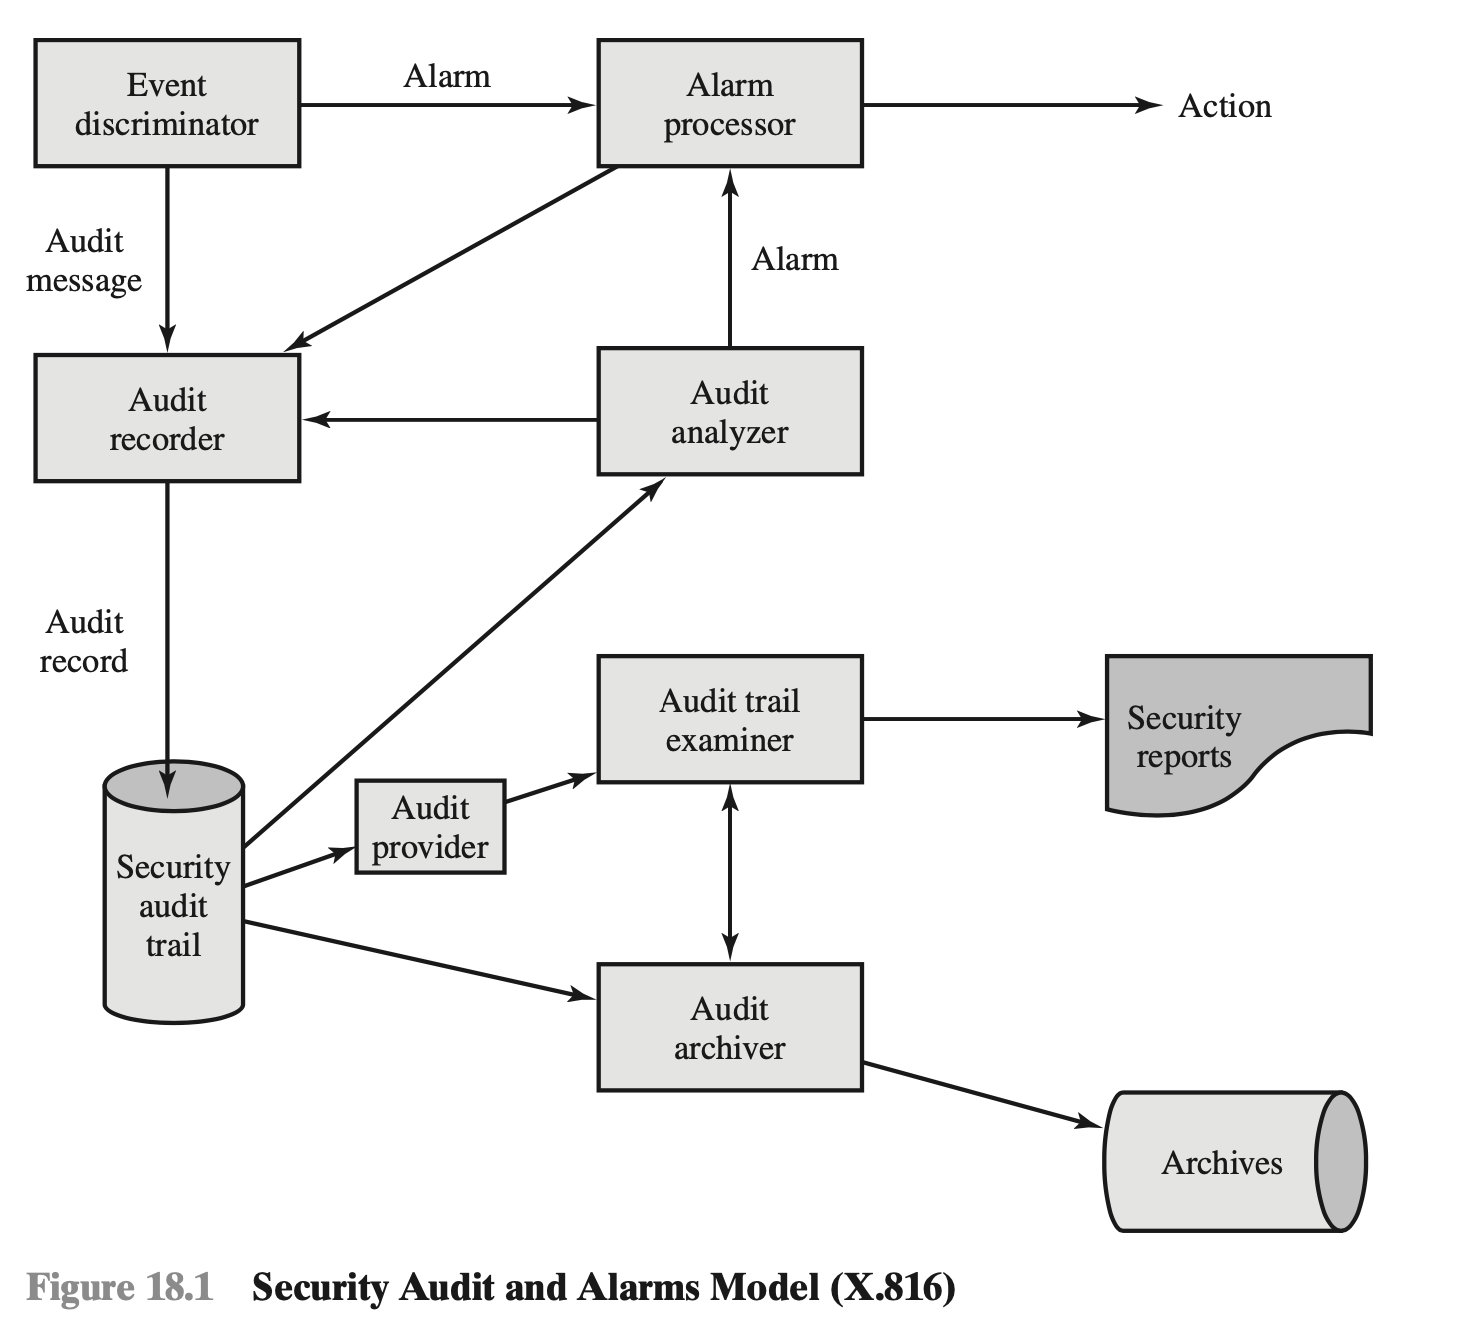 Event
discriminator
Alarm
Alarm
processor
Action
Audit
message
Alarm
Audit
recorder
Audit
analyzer
Audit
record
Audit trail
examiner
Security
reports
Audit
provider
Security
audit
trail
Audit
archiver
Archives
Figure 18.1 Security Audit and Alarms Model (X.816)